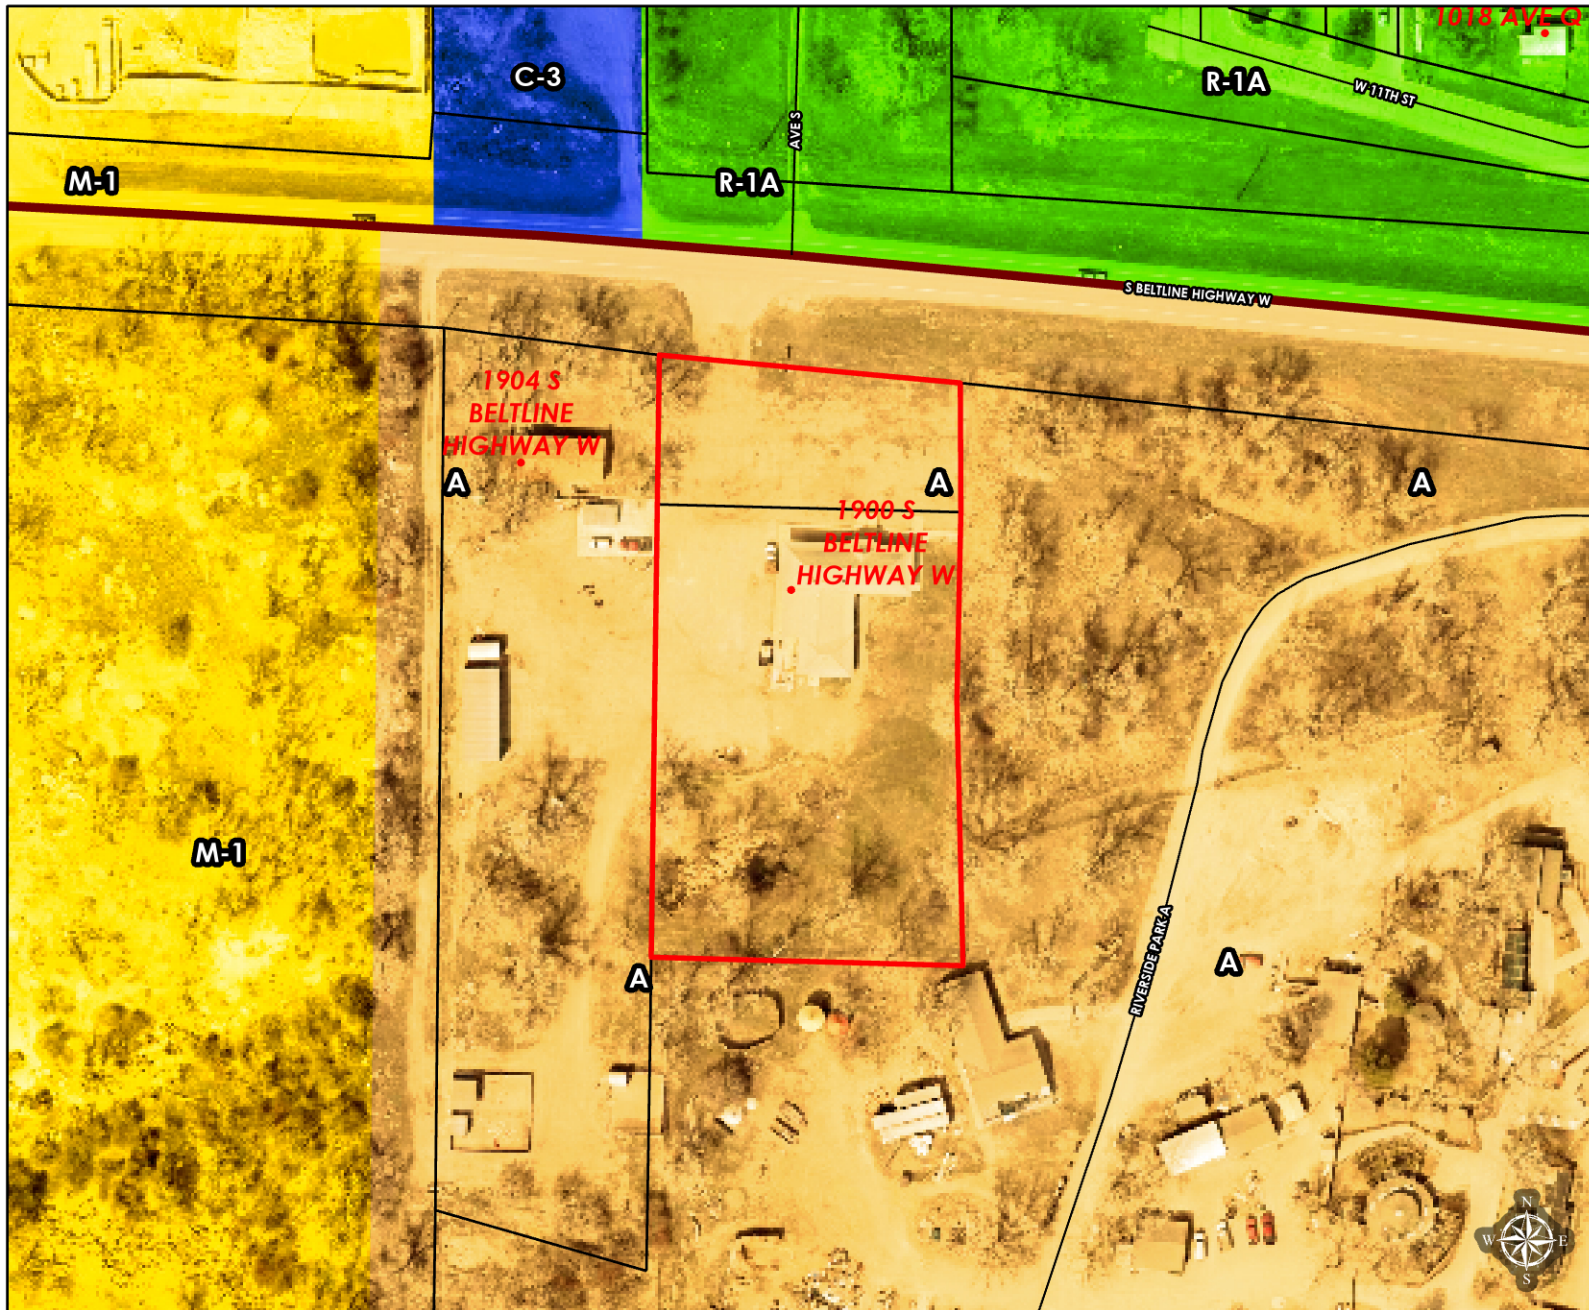 1018 AVE Q
C-3
R-1A
W 11TH ST
AVE S
M-1
R-1A
S BELTLINE HIGHWAY W
1904 S
BELTLINE
HIGHWAY W
A
A
A
1900 S
BELTLINE
HIGHWAY W
M-1
RIVERSIDE PARK A
A
A
N
W
E
S